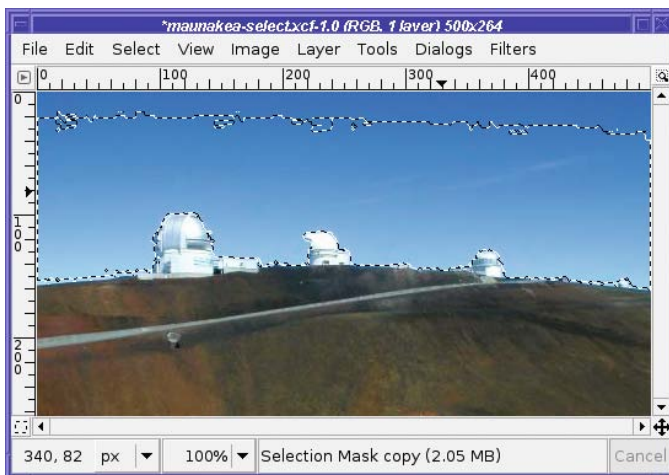 *maunakea-select.xcf-1.0 (RGB, 1 layer) 500x264
File Edit Select View Image Layer Tools Dialogs Filters
0 100 200 300 400
0
100
200
340, 82 px 100% Selection Mask copy (2.05 MB) Cancel